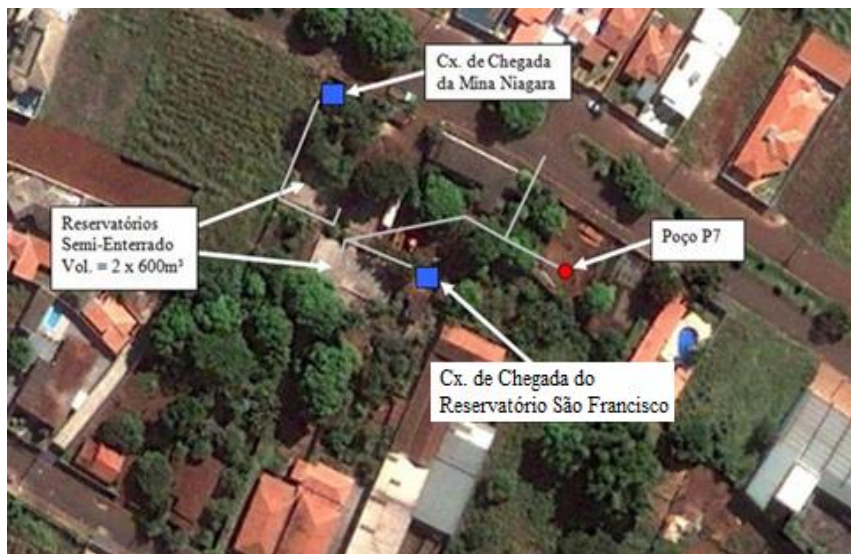 Cx. de Chegada
da Mina Niagara
Reservatórios
Semi-Enterrado
Vol. = 2 x 600m³
Poço P7
Cx. de Chegada do
Reservatório São Francisco